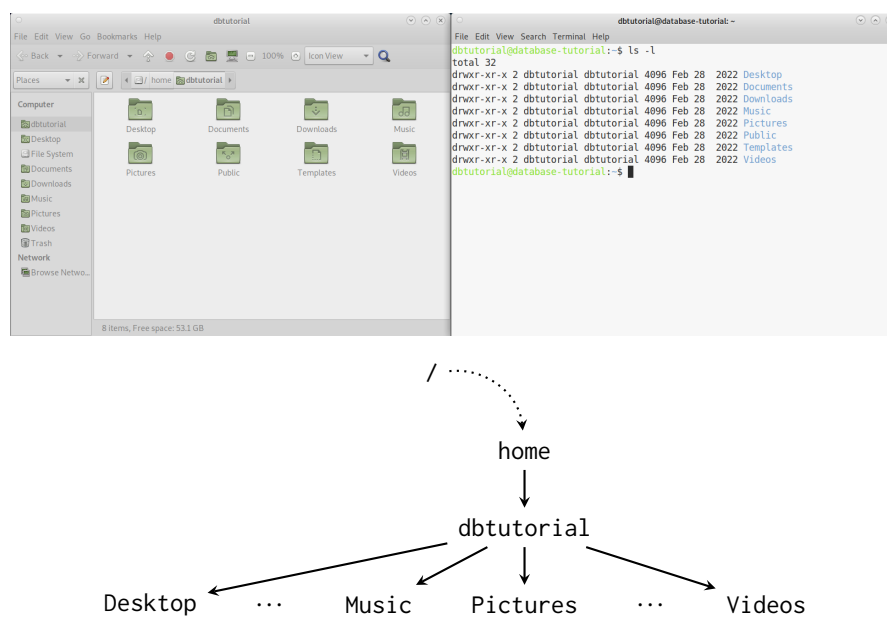 dbtutorial
File Edit View Go Bookmarks Help
Back Forward 100% Icon View
Places / home dbtutorial
Computer
dbtutorial
Desktop
File System
Documents
Downloads
Music
Pictures
Videos
Trash
Network
Browse Netwo...
Desktop Documents Downloads Music
Pictures Public Templates Videos
8 items, Free space: 53.1 GB
dbtutorial@database-tutorial: ~
File Edit View Search Terminal Help
dbtutorial@database-tutorial:~$ ls -l
total 32
drwxr-xr-x 2 dbtutorial dbtutorial 4096 Feb 28  2022 Desktop
drwxr-xr-x 2 dbtutorial dbtutorial 4096 Feb 28  2022 Documents
drwxr-xr-x 2 dbtutorial dbtutorial 4096 Feb 28  2022 Downloads
drwxr-xr-x 2 dbtutorial dbtutorial 4096 Feb 28  2022 Music
drwxr-xr-x 2 dbtutorial dbtutorial 4096 Feb 28  2022 Pictures
drwxr-xr-x 2 dbtutorial dbtutorial 4096 Feb 28  2022 Public
drwxr-xr-x 2 dbtutorial dbtutorial 4096 Feb 28  2022 Templates
drwxr-xr-x 2 dbtutorial dbtutorial 4096 Feb 28  2022 Videos
dbtutorial@database-tutorial:~$
/
home
dbtutorial
Desktop ... Music Pictures ... Videos